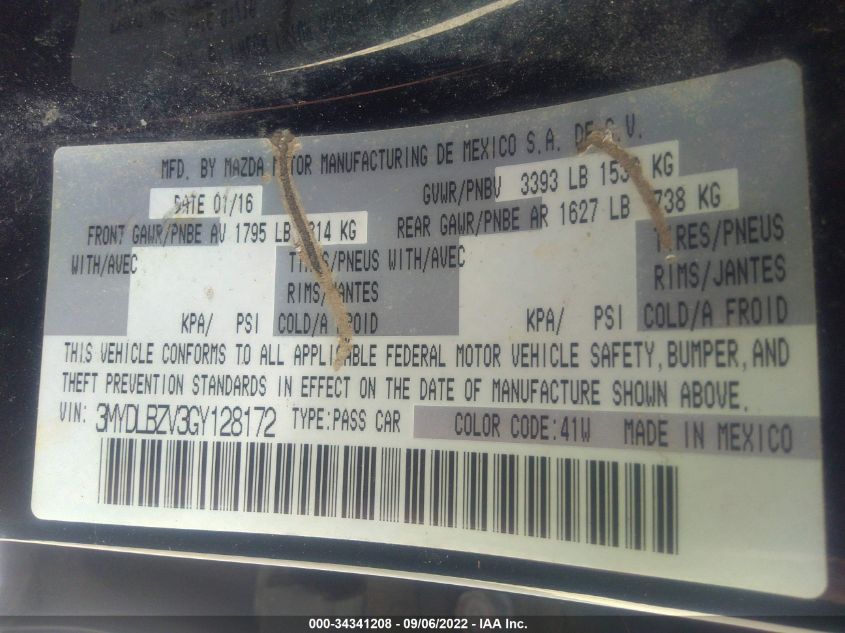 MFD. BY MAZDA MOTOR MANUFACTURING DE MEXICO S.A. DE C.V.
DATE 01/16 GVWR/PNBV 3393 LB KG
FRONT GAWR/PNBE AV 1795 LB 814 KG REAR GAWR/PNBE AR 1627 LB 738 KG
WITH/AVEC TIRES/PNEUS WITH/AVEC TIRES/PNEUS
RIMS/JANTES RIMS/JANTES
KPA/ PSI COLD/A FROID KPA/ PSI COLD/A FROID
THIS VEHICLE CONFORMS TO ALL APPLICABLE FEDERAL MOTOR VEHICLE SAFETY, BUMPER, AND
THEFT PREVENTION STANDARDS IN EFFECT ON THE DATE OF MANUFACTURE SHOWN ABOVE.
VIN: 3MYDLBZV3GY128172 TYPE:PASS CAR COLOR CODE:41W MADE IN MEXICO
000-34341208 - 09/06/2022 - IAA Inc.